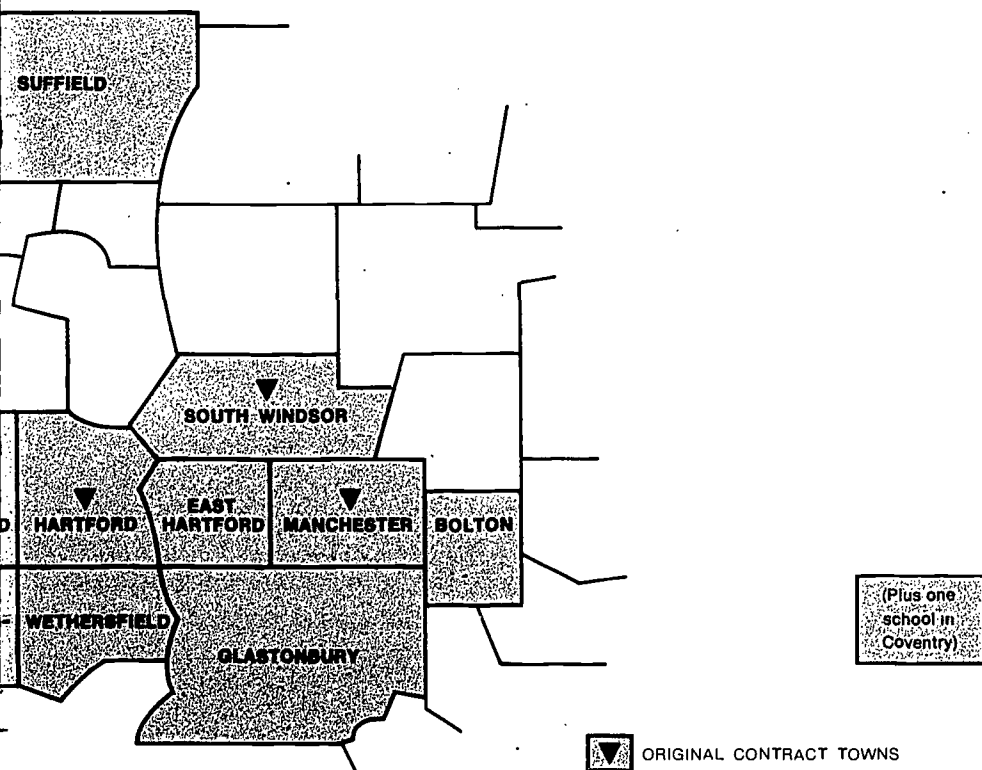 SUFFIELD
SOUTH WINDSOR
D
HARTFORD
EAST
HARTFORD
MANCHESTER
BOLTON
WETHERSFIELD
GLASTONBURY
(Plus one
school in
Coventry)
ORIGINAL CONTRACT TOWNS